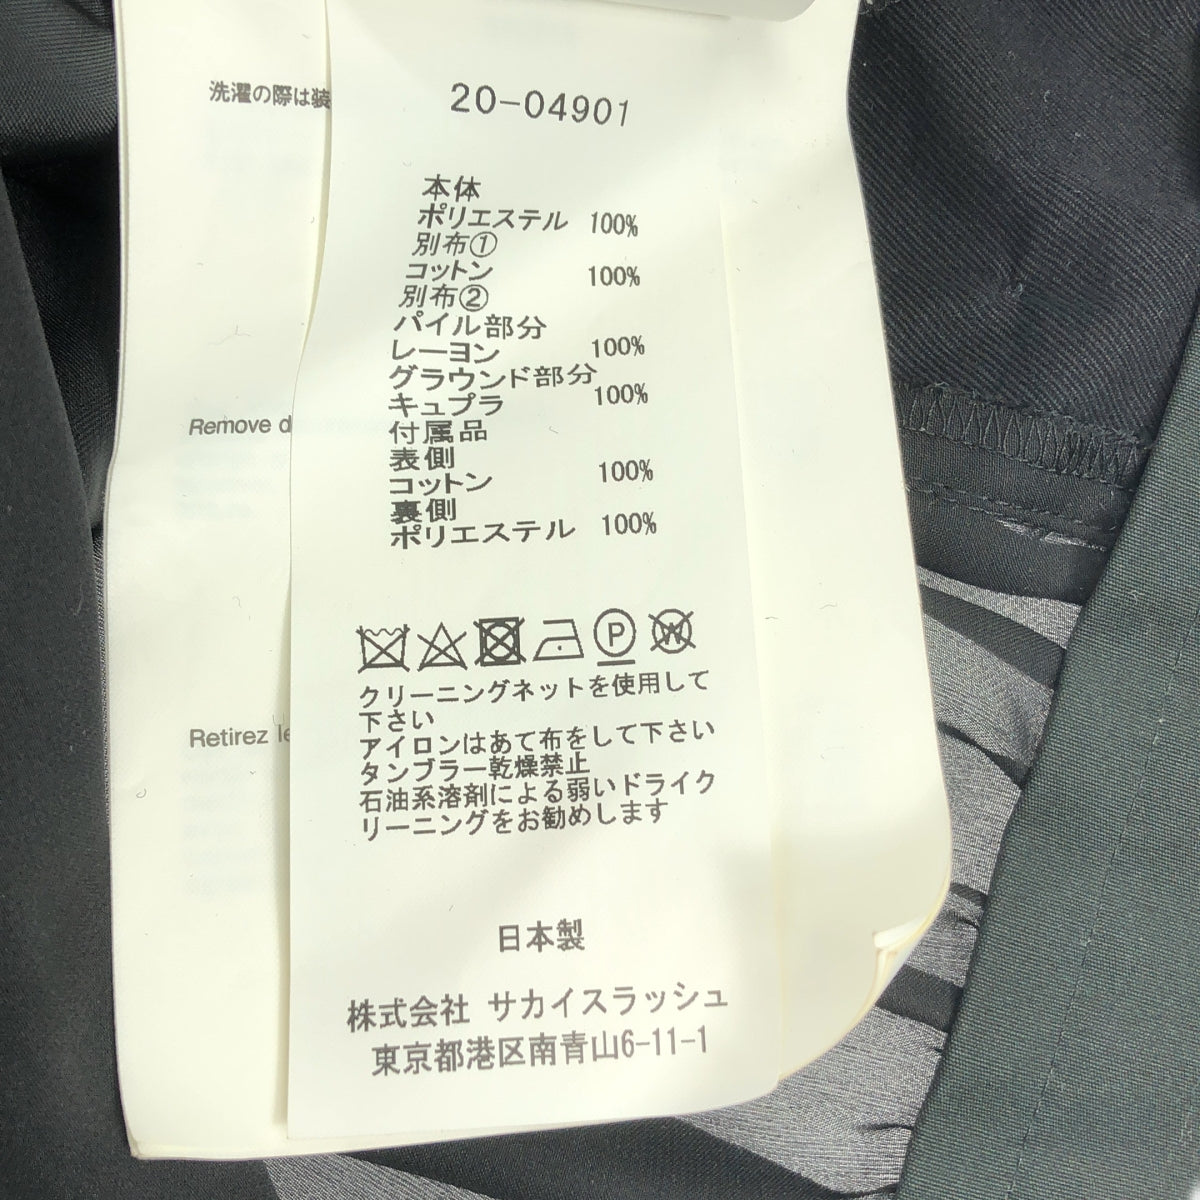 洗濯の際は装
Remove d
Retirez le
20-04901
本体
ポリエステル 100%
別布①
コットン 100%
別布②
パイル部分
レーヨン 100%
グラウンド部分
キュプラ 100%
付属品
表側
コットン 100%
裏側
ポリエステル 100%
P
W
クリーニングネットを使用して
下さい
アイロンはあて布をして下さい
タンブラー乾燥禁止
石油系溶剤による弱いドライク
リーニングをお勧めします
日本製
株式会社 サカイスラッシュ
東京都港区南青山6-11-1